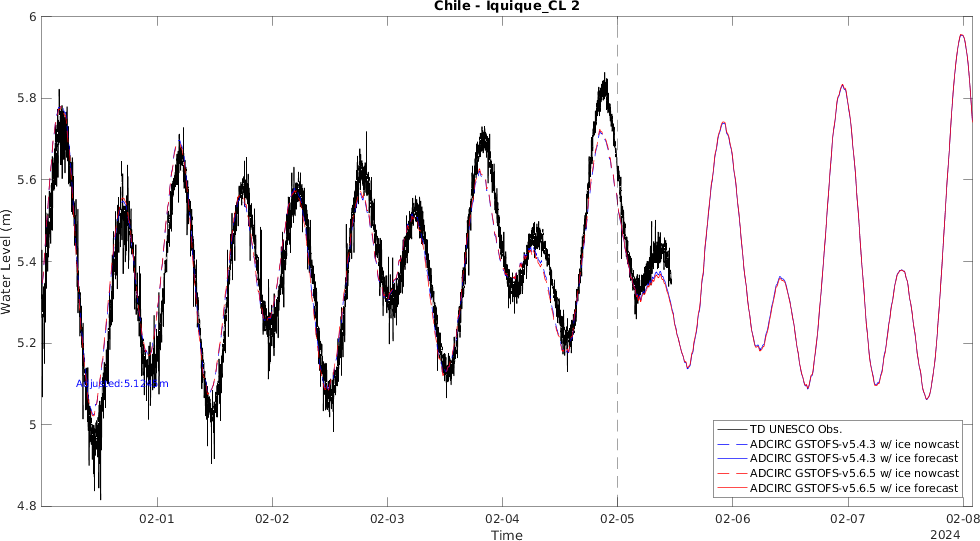 Chile - Iquique_CL 2
6
5.8
5.6
5.4
5.2
5
4.8
Water Level (m)
02-01
02-02
02-03
02-04
02-05
02-06
02-07
02-08
Time
2024
TD UNESCO Obs.
ADCIRC GSTOFS-v5.4.3 w/ ice nowcast
ADCIRC GSTOFS-v5.4.3 w/ ice forecast
ADCIRC GSTOFS-v5.6.5 w/ ice nowcast
ADCIRC GSTOFS-v5.6.5 w/ ice forecast